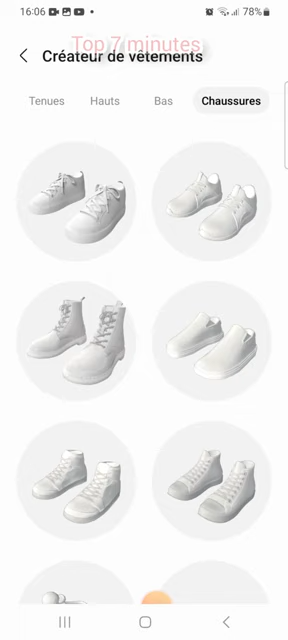 16:06 78%
Top 7 minutes
Créateur de vêtements
Tenues Hauts Bas Chaussures